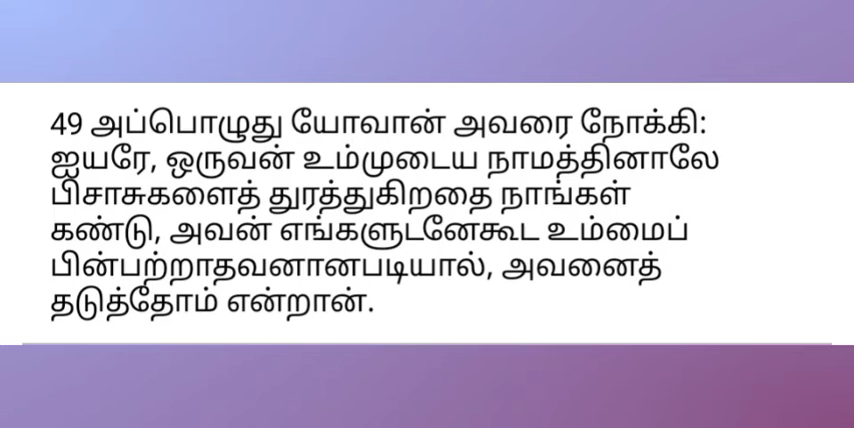 49 அப்பொழுது யோவான் அவரை நோக்கி:
ஐயரே, ஒருவன் உம்முடைய நாமத்தினாலே
பிசாசுகளைத் துரத்துகிறதை நாங்கள்
கண்டு, அவன் எங்களுடனேகூட உம்மைப்
பின்பற்றாதவனானபடியால், அவனைத்
தடுத்தோம் என்றான்.